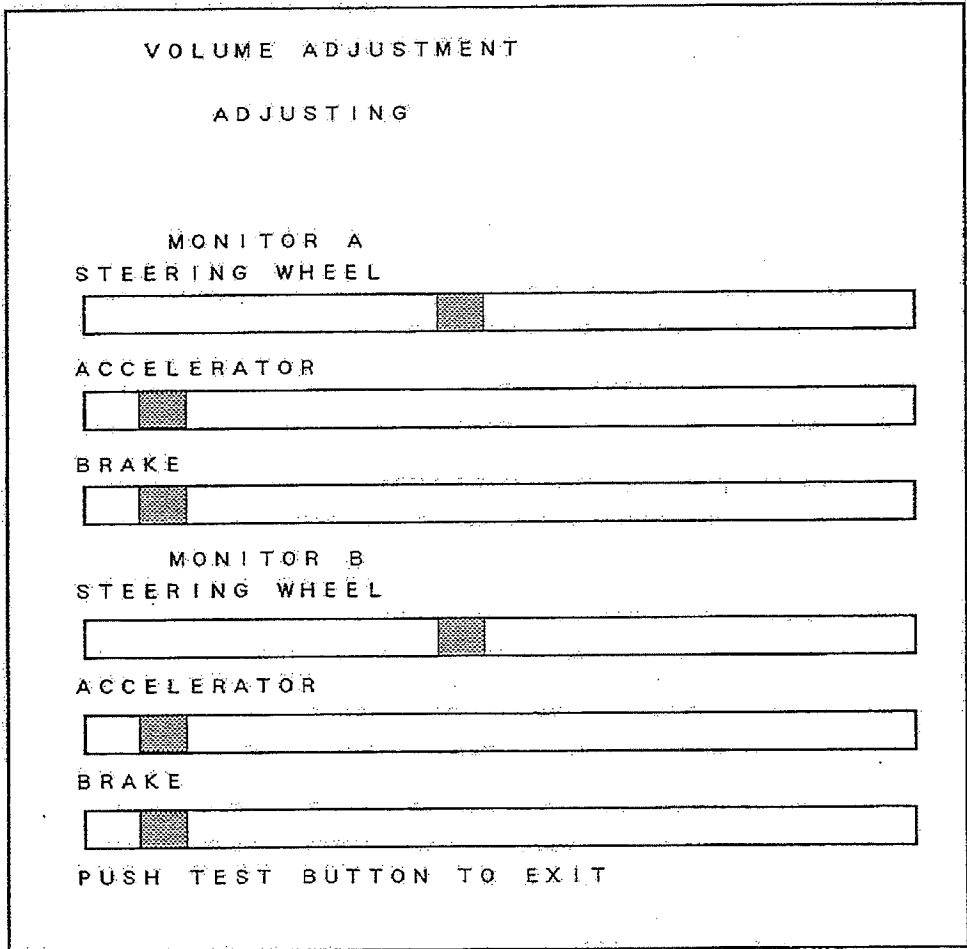 VOLUME ADJUSTMENT
ADJUSTING
MONITOR A
STEERING WHEEL
ACCELERATOR
BRAKE
MONITOR B
STEERING WHEEL
ACCELERATOR
BRAKE
PUSH TEST BUTTON TO EXIT